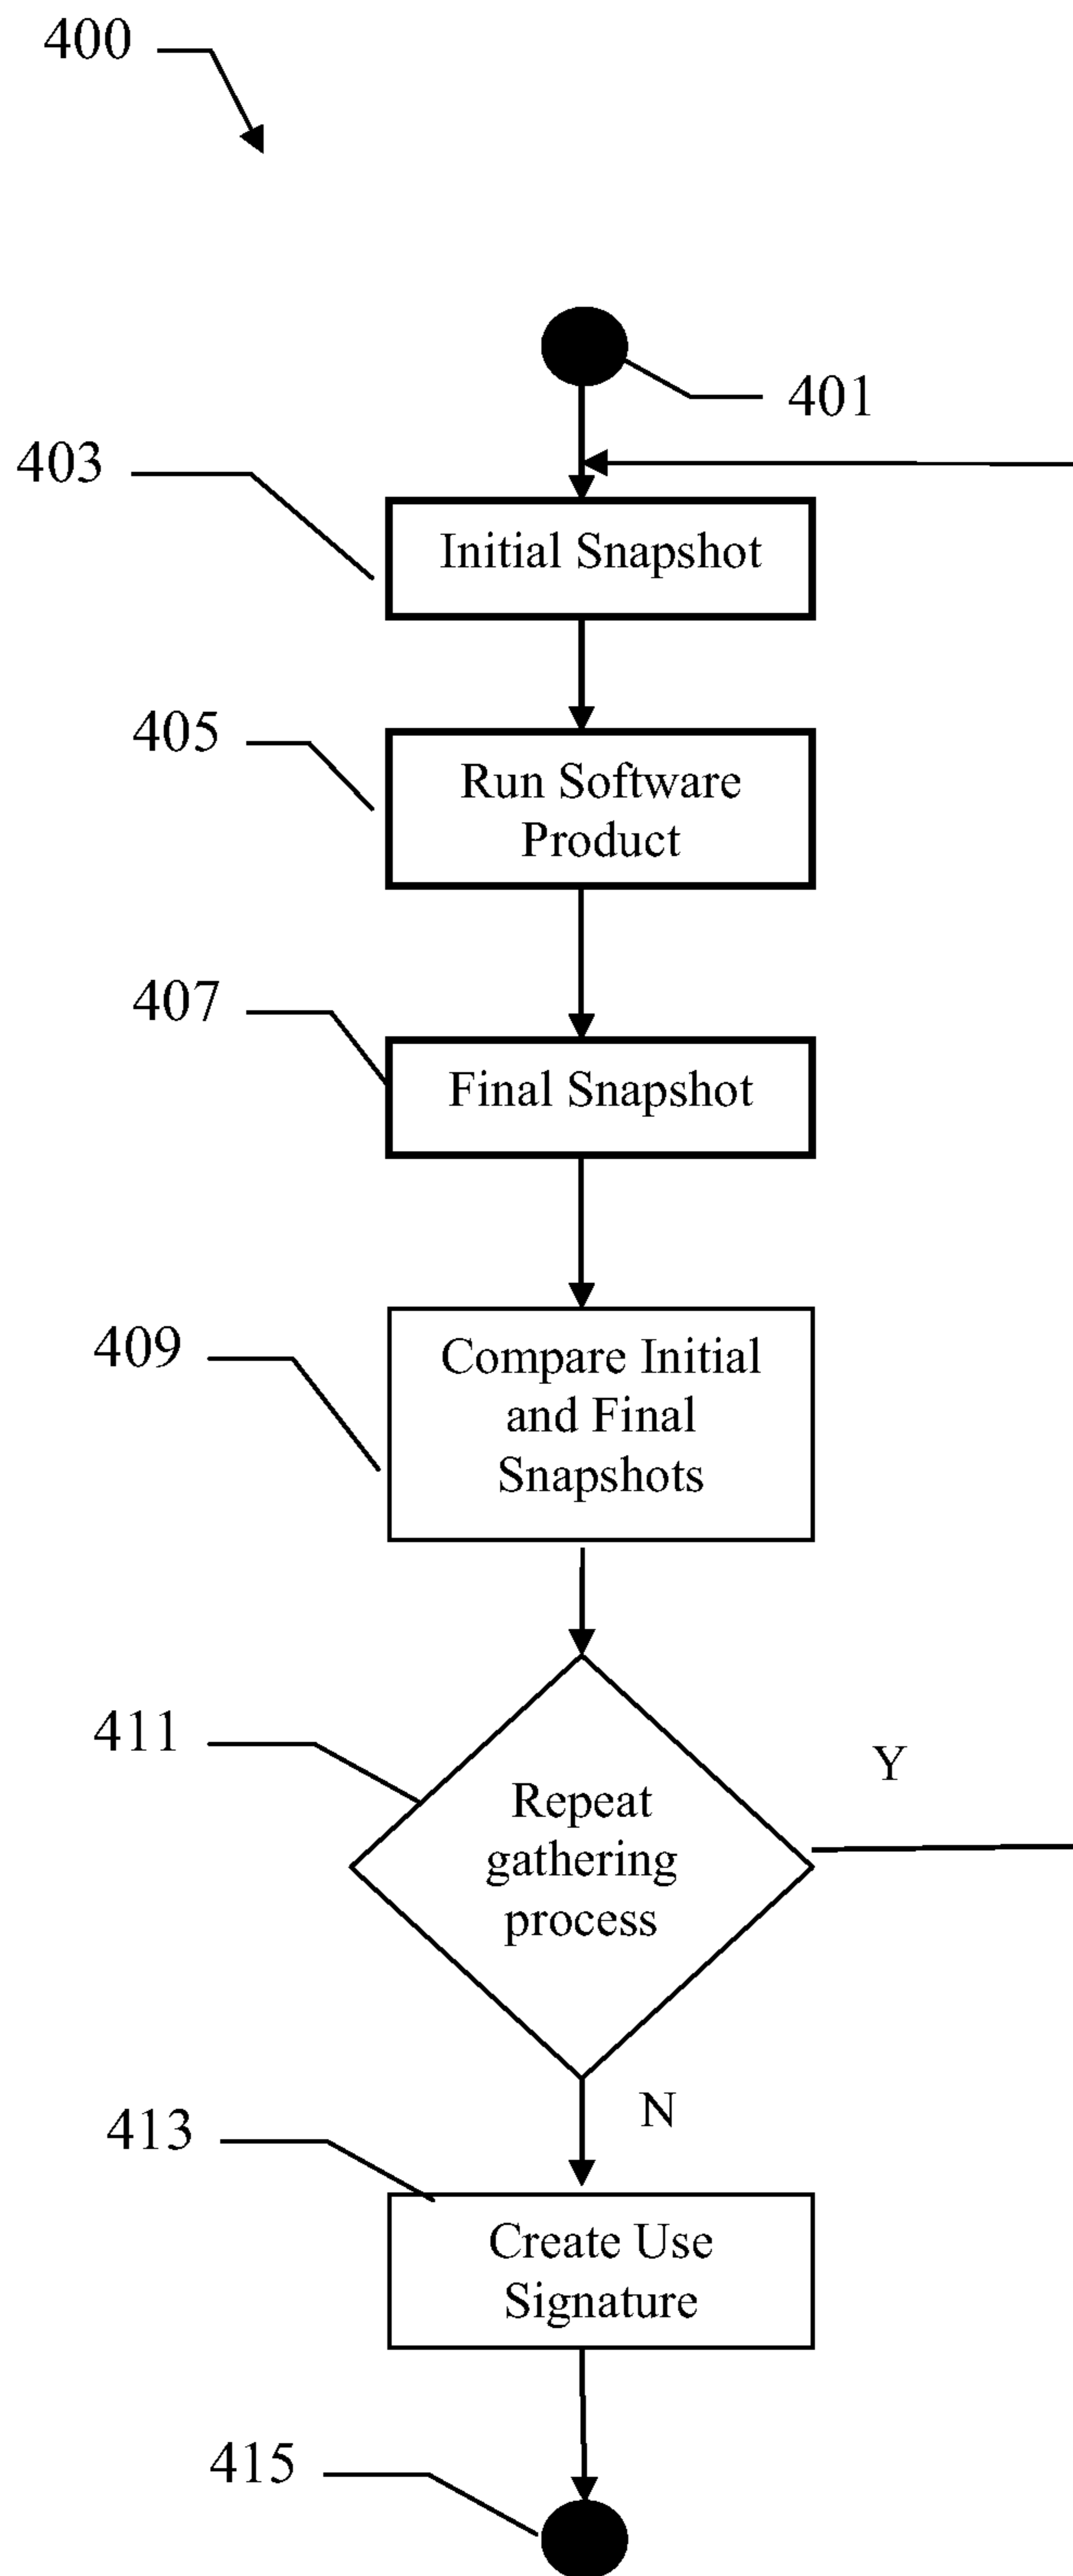 400
401
403
Initial Snapshot
405
Run Software
Product
407
Final Snapshot
409
Compare Initial
and Final
Snapshots
411
Repeat
gathering
process
Y
N
413
Create Use
Signature
415